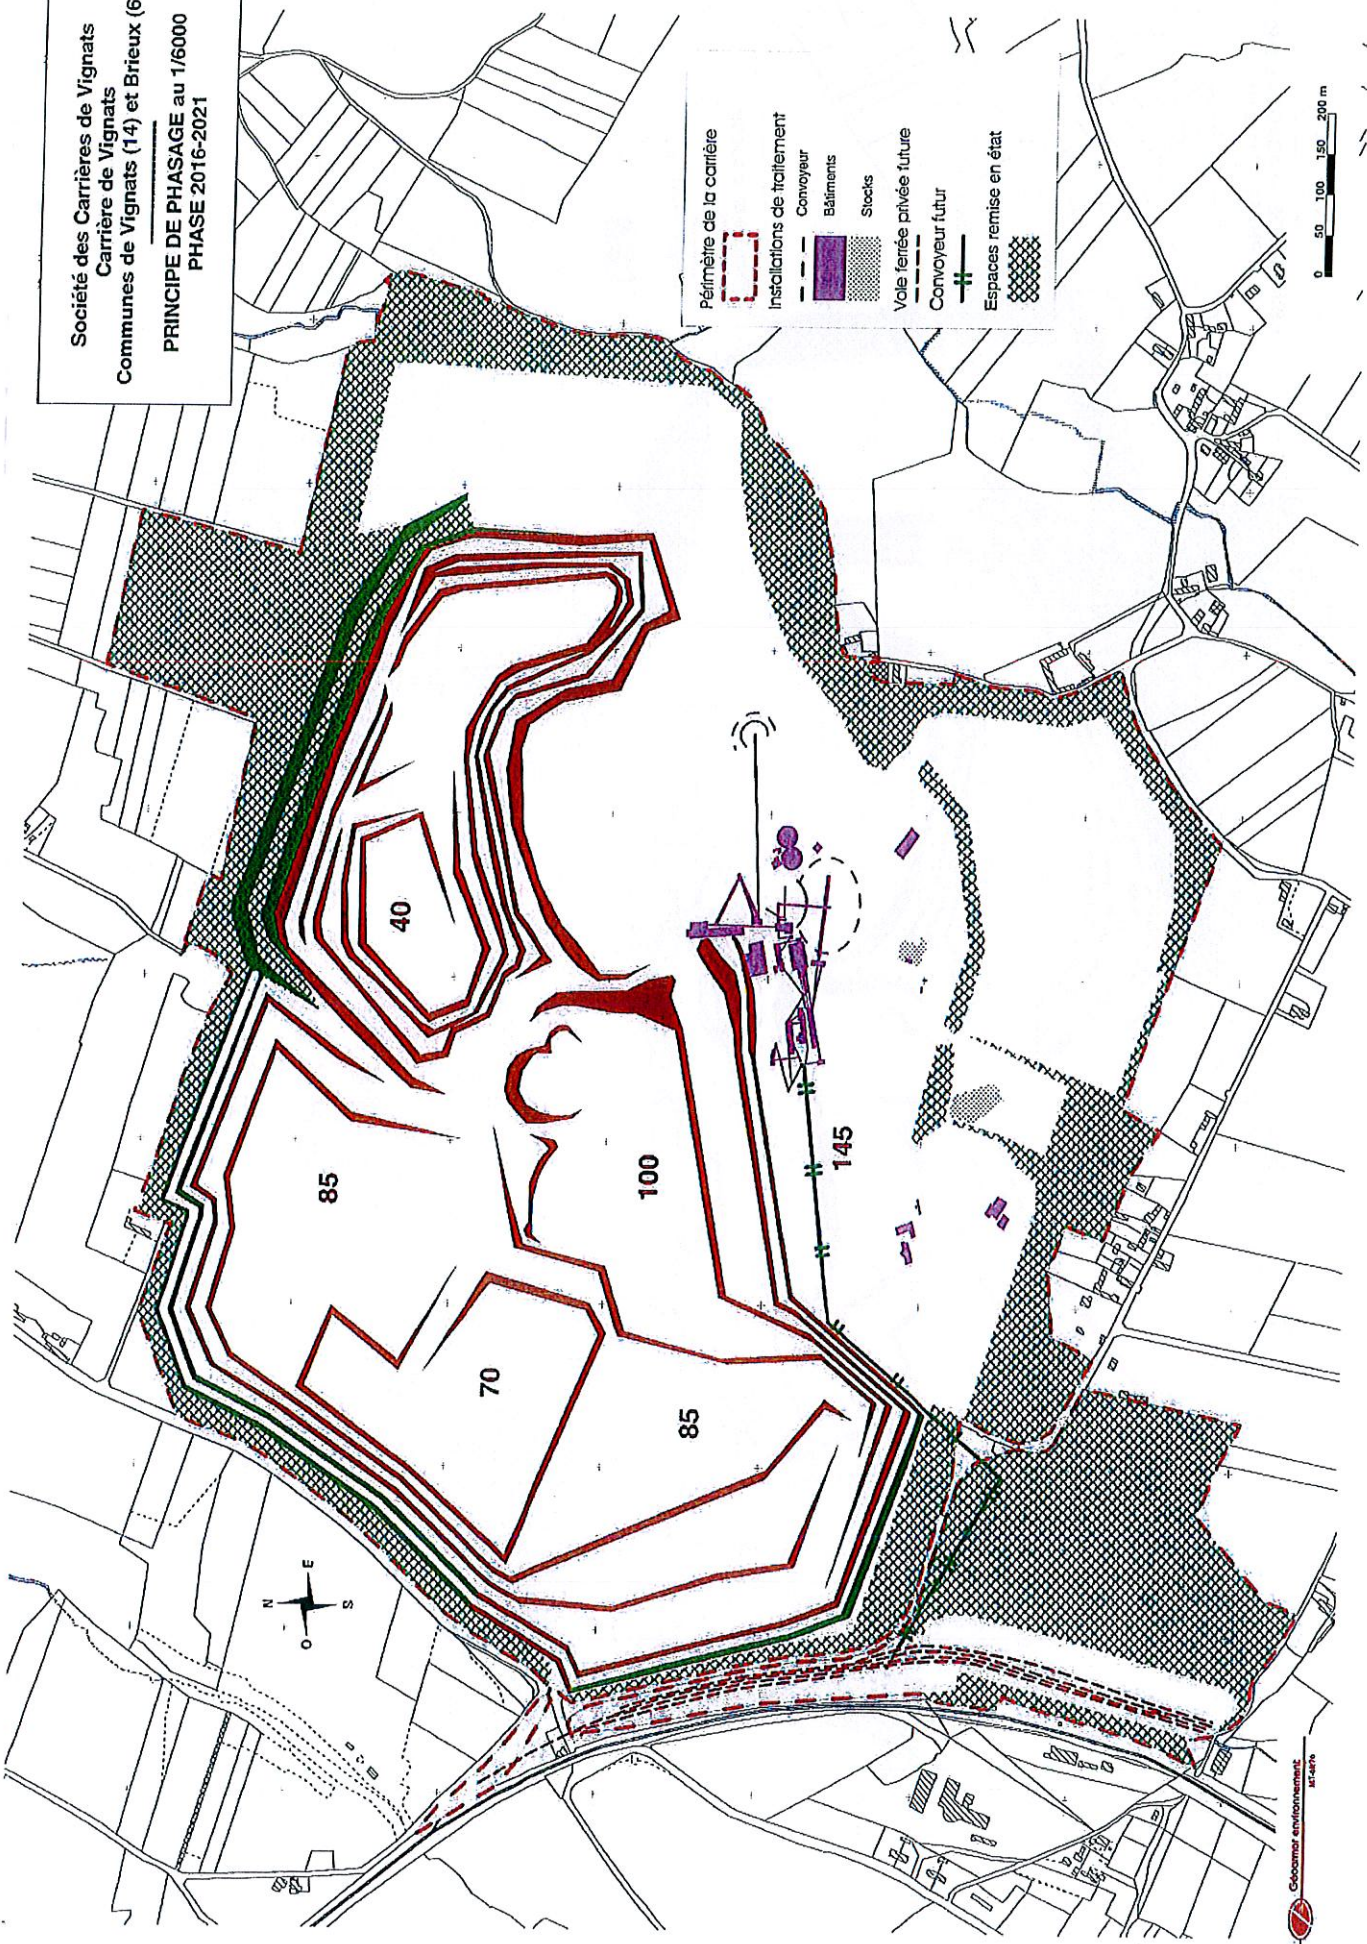 Société des Carrières de Vignats
Carrière de Vignats
Communes de Vignats (14) et Brieux (6
PRINCIPE DE PHASAGE au 1/6000
PHASE 2016-2021
Périmètre de la carrière
Installations de traitement
Convoyeur
Bâtiments
Stocks
Voie ferrée privée future
Convoyeur futur
Espaces remise en état
0 50 100 150 200 m
N
O
E
S
40
85
100
145
70
85
Géoarmor environnement